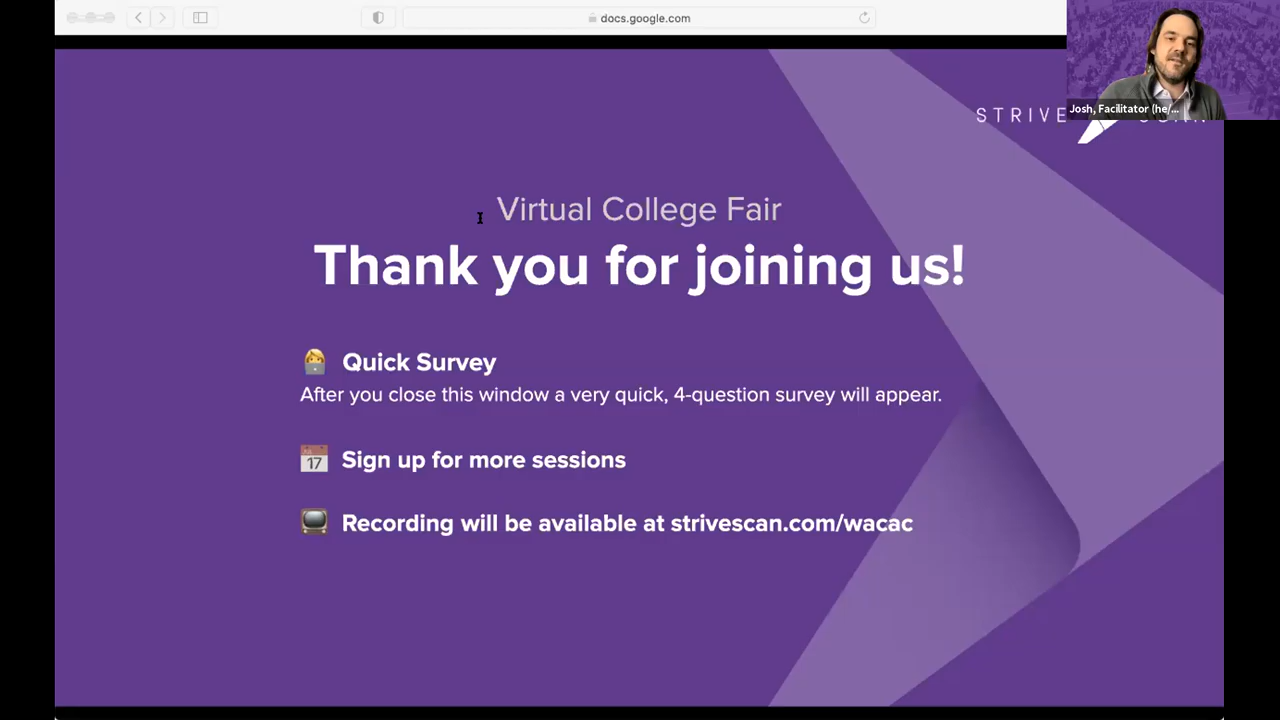 docs.google.com
Josh, Facilitator (he/...
STRIVE
Virtual College Fair
Thank you for joining us!
Quick Survey
After you close this window a very quick, 4-question survey will appear.
17
Sign up for more sessions
Recording will be available at strivescan.com/wacac